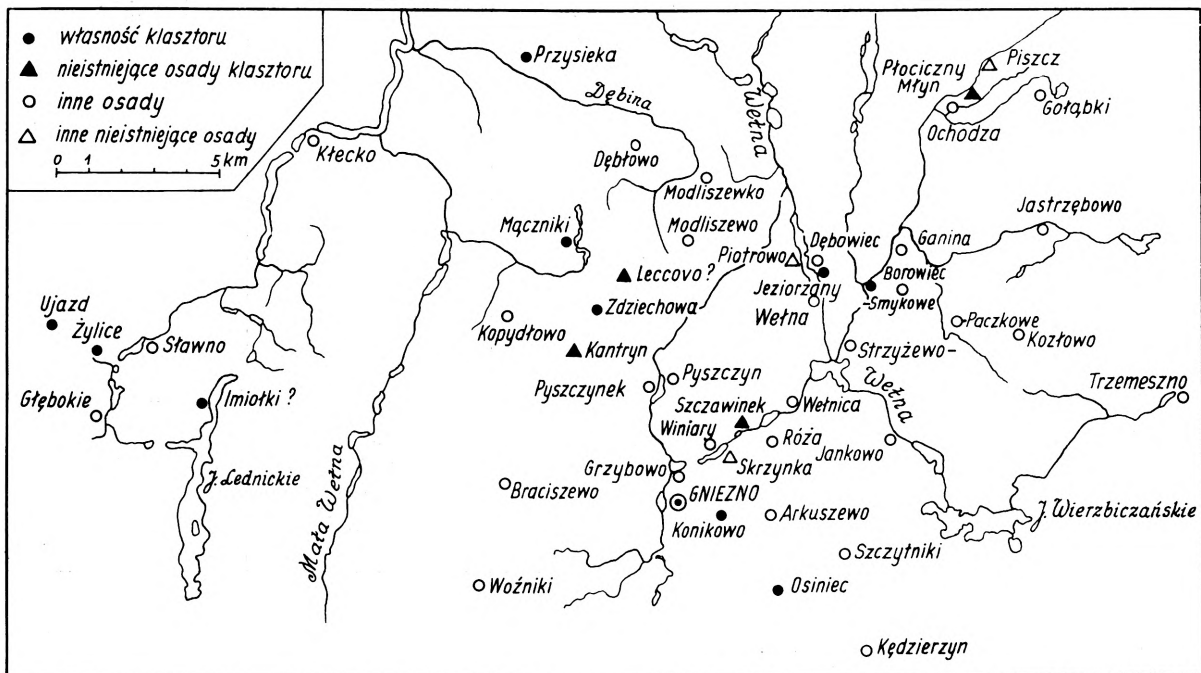 własność klasztoru
nieistniejące osady klasztoru
inne osady
inne nieistniejące osady
0 1 5 km
Przysieka
Dębina
Wełna
Płociczny
Młyn
Piszcz
Gołąbki
Ochodza
Kłecko
Dębłowo
Modliszewko
Mączniki
Modliszewo
Jastrzębowo
Dębowiec
Ganina
Piotrowo
Leccovo ?
Jeziorzany
Borowiec
-Smykowe
Wełna
Zdziechowa
Kopydłowo
Ujazd
Żylice
Sławno
Paczkowe
Kozłowo
Strzyżewo-
Kantryn
Pyszczyn
Pyszczynek
Wełna
Trzemeszno
Głębokie
Imiołki ?
Szczawinek
Wełnica
Winiary
Róża
Jankowo
Skrzynka
Grzybowo
J. Lednickie
Braciszewo
GNIEZNO
Konikowo
Arkuszewo
J. Wierzbiczańskie
Mała Wełna
Szczytniki
Woźniki
Osiniec
Kędzierzyn